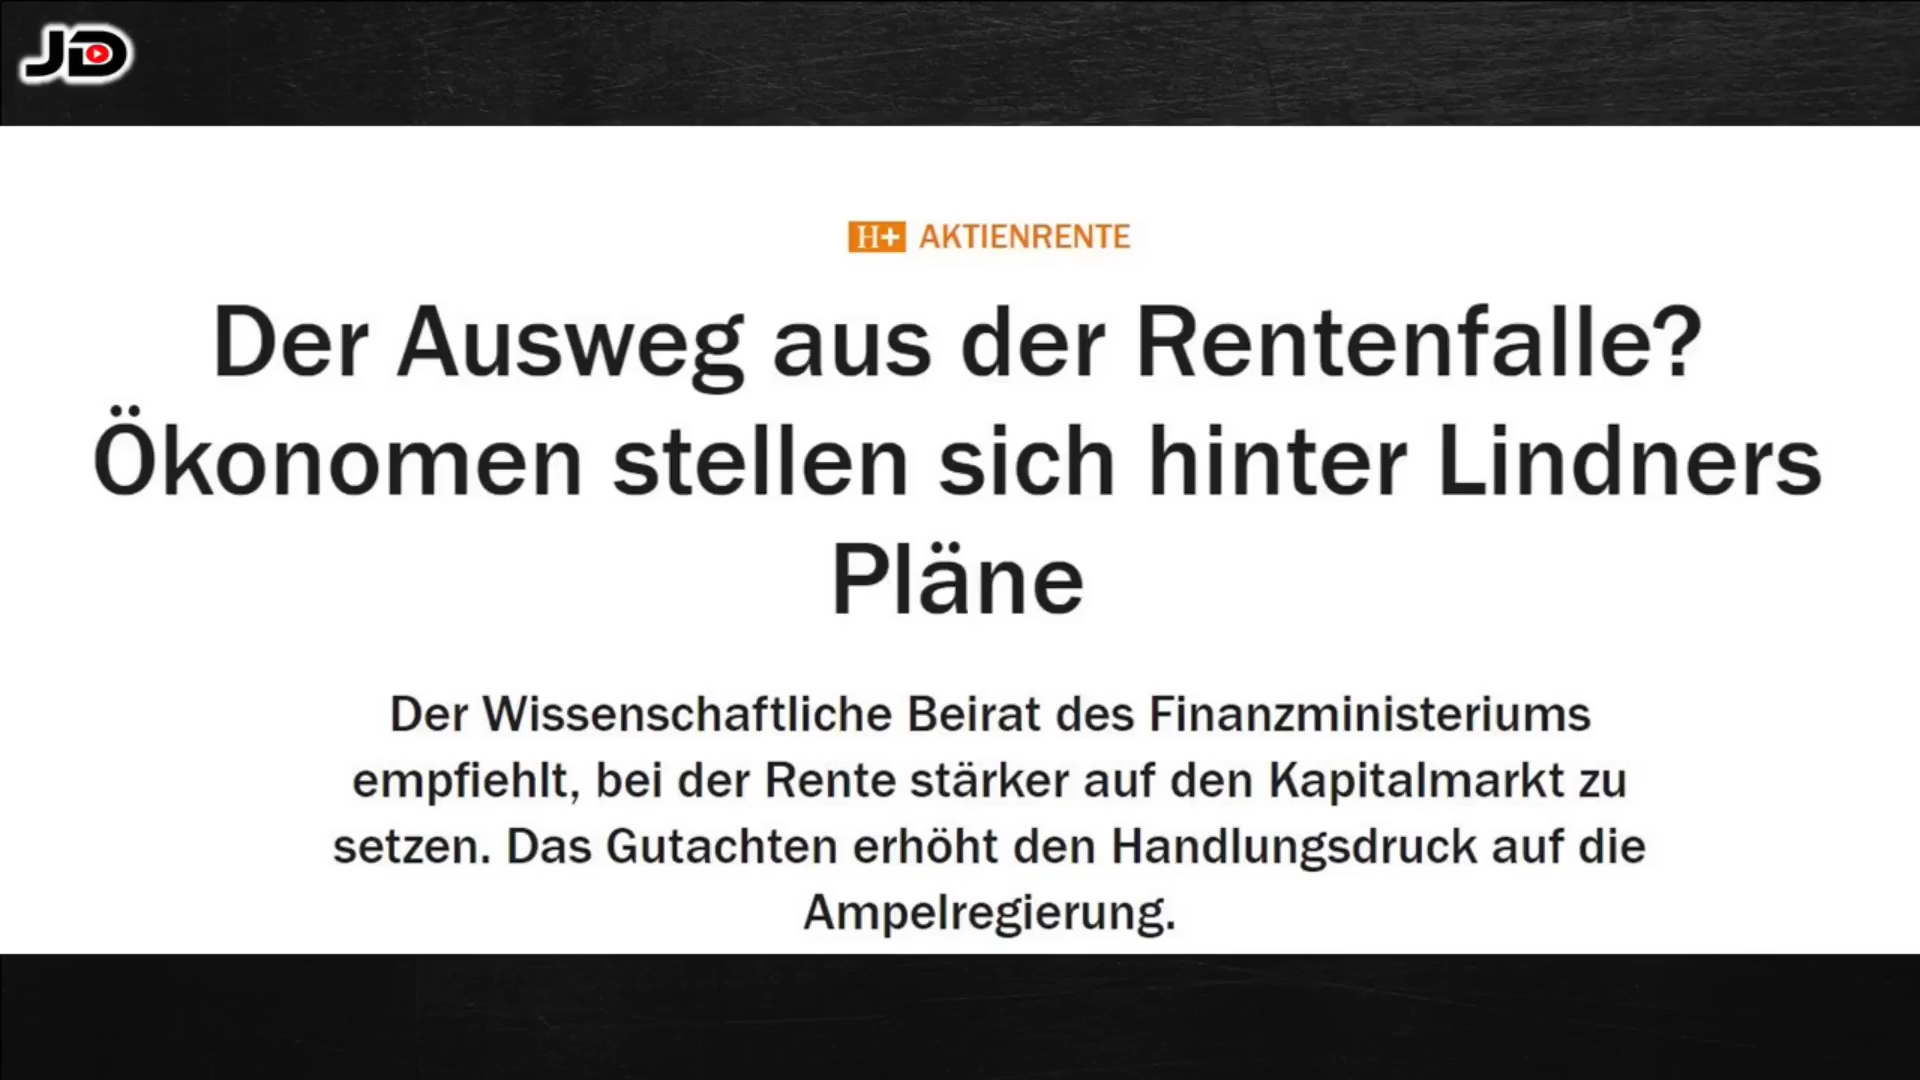 JD
H+ AKTIENRENTE
Der Ausweg aus der Rentenfalle?
Ökonomen stellen sich hinter Lindners
Pläne
Der Wissenschaftliche Beirat des Finanzministeriums
empfiehlt, bei der Rente stärker auf den Kapitalmarkt zu
setzen. Das Gutachten erhöht den Handlungsdruck auf die
Ampelregierung.